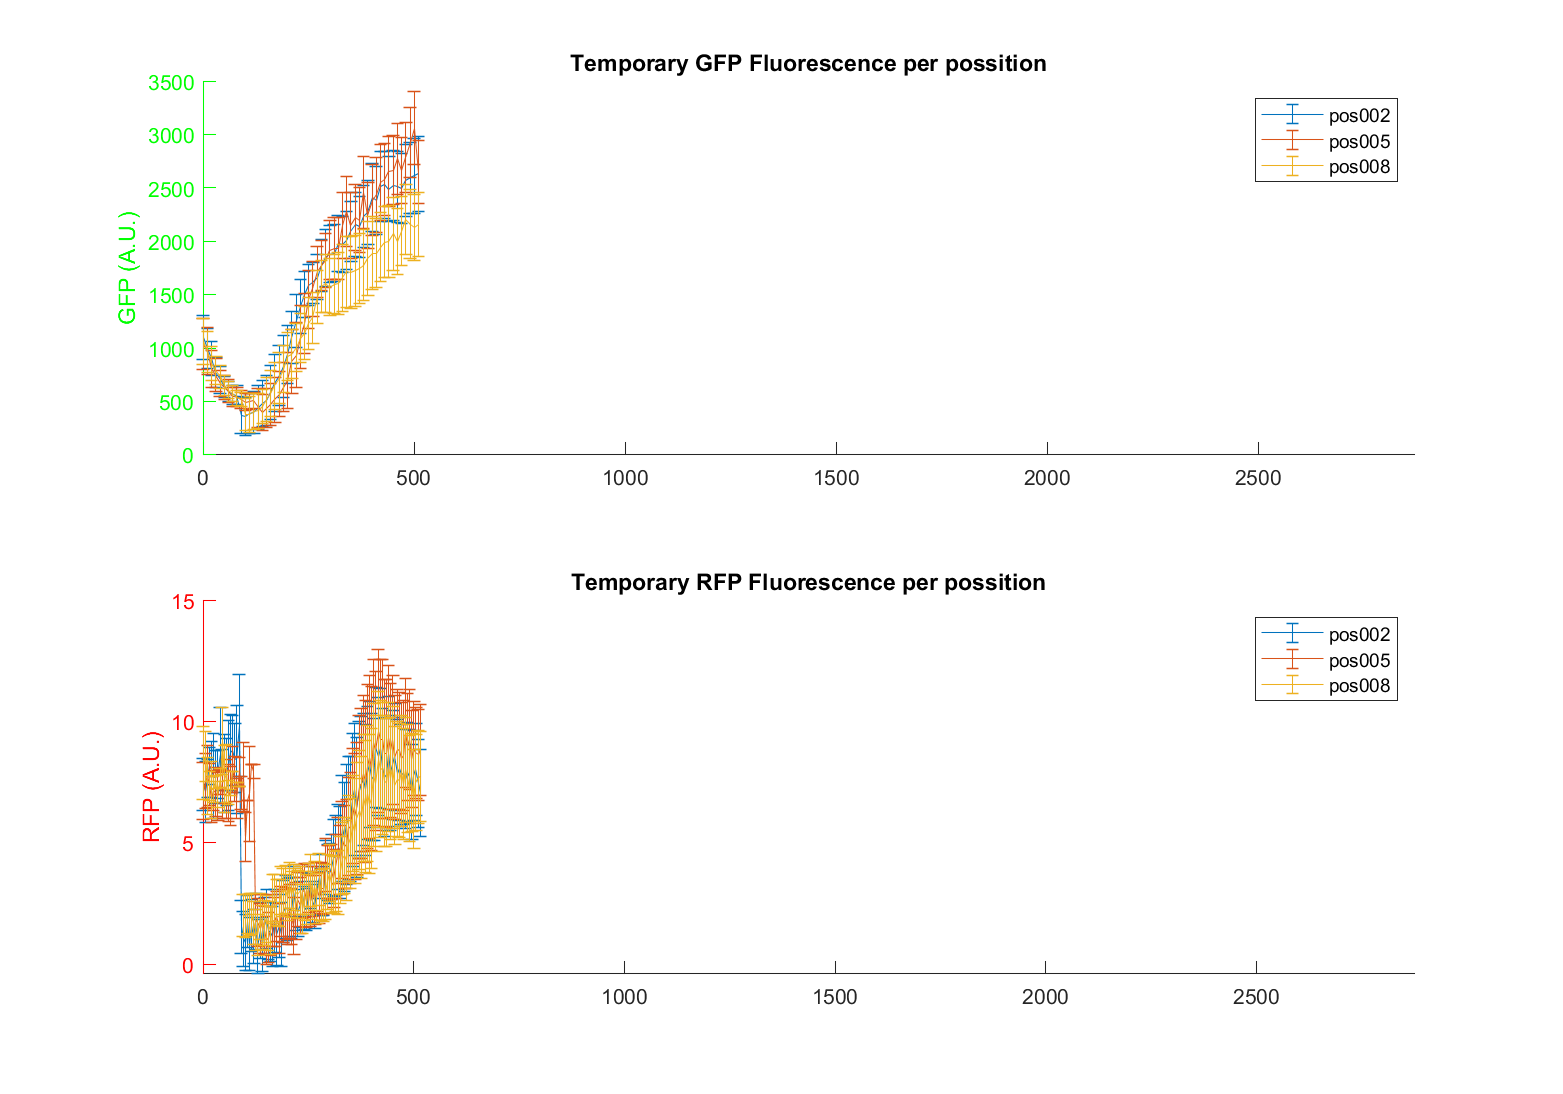 Temporary GFP Fluorescence per possition
3500
3000
2500
2000
1500
1000
500
0
GFP (A.U.)
pos002
pos005
pos008
0 500 1000 1500 2000 2500
Temporary RFP Fluorescence per possition
15
10
5
0
RFP (A.U.)
pos002
pos005
pos008
0 500 1000 1500 2000 2500